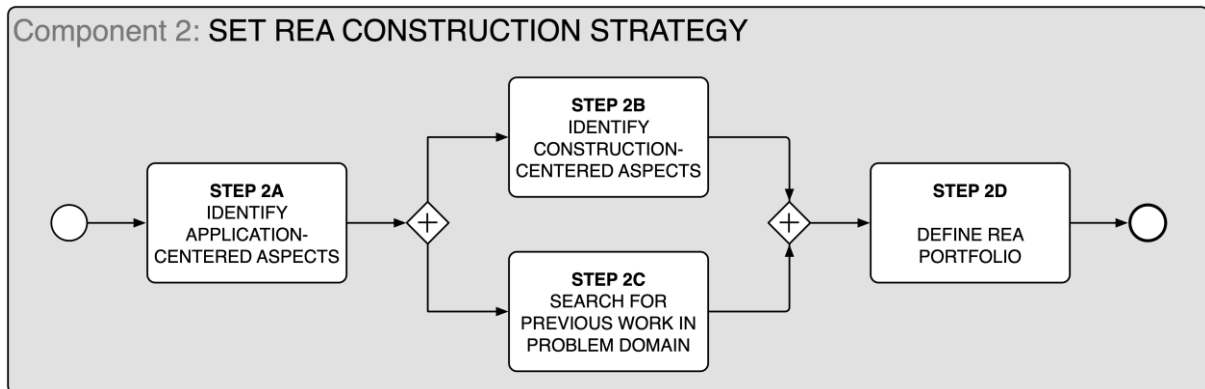 Component 2: SET REA CONSTRUCTION STRATEGY
STEP 2A
IDENTIFY
APPLICATION-
CENTERED ASPECTS
STEP 2B
IDENTIFY
CONSTRUCTION-
CENTERED ASPECTS
STEP 2C
SEARCH FOR
PREVIOUS WORK IN
PROBLEM DOMAIN
STEP 2D
DEFINE REA
PORTFOLIO